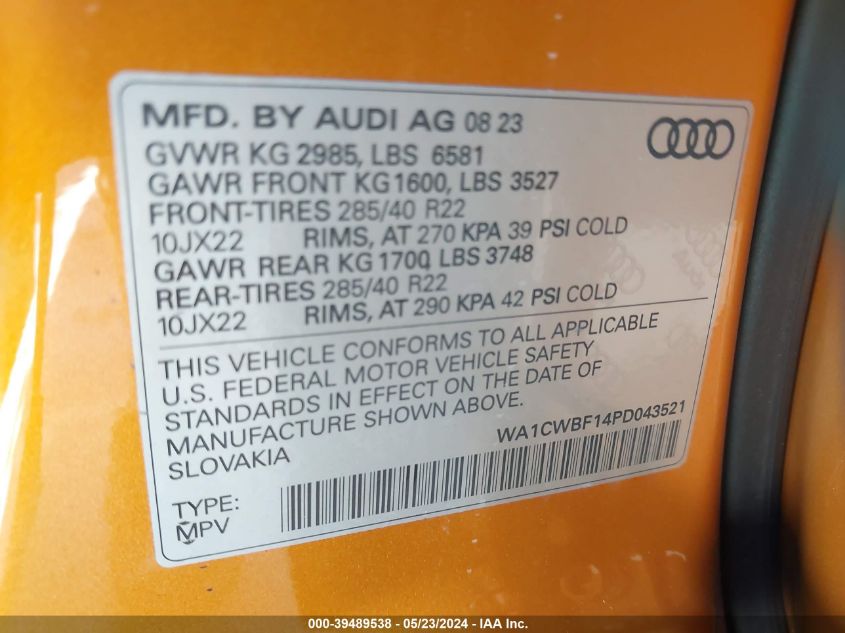 MFD. BY AUDI AG 08 23
GVWR KG 2985, LBS 6581
GAWR FRONT KG1600, LBS 3527
FRONT-TIRES 285/40 R22
10JX22 RIMS, AT 270 KPA 39 PSI COLD
GAWR REAR KG 1700, LBS 3748
REAR-TIRES 285/40 R22
10JX22 RIMS, AT 290 KPA 42 PSI COLD
THIS VEHICLE CONFORMS TO ALL APPLICABLE
U.S. FEDERAL MOTOR VEHICLE SAFETY
STANDARDS IN EFFECT ON THE DATE OF
MANUFACTURE SHOWN ABOVE.
SLOVAKIA
WA1CWBF14PD043521
TYPE:
MPV
000-39489538 - 05/23/2024 - IAA Inc.